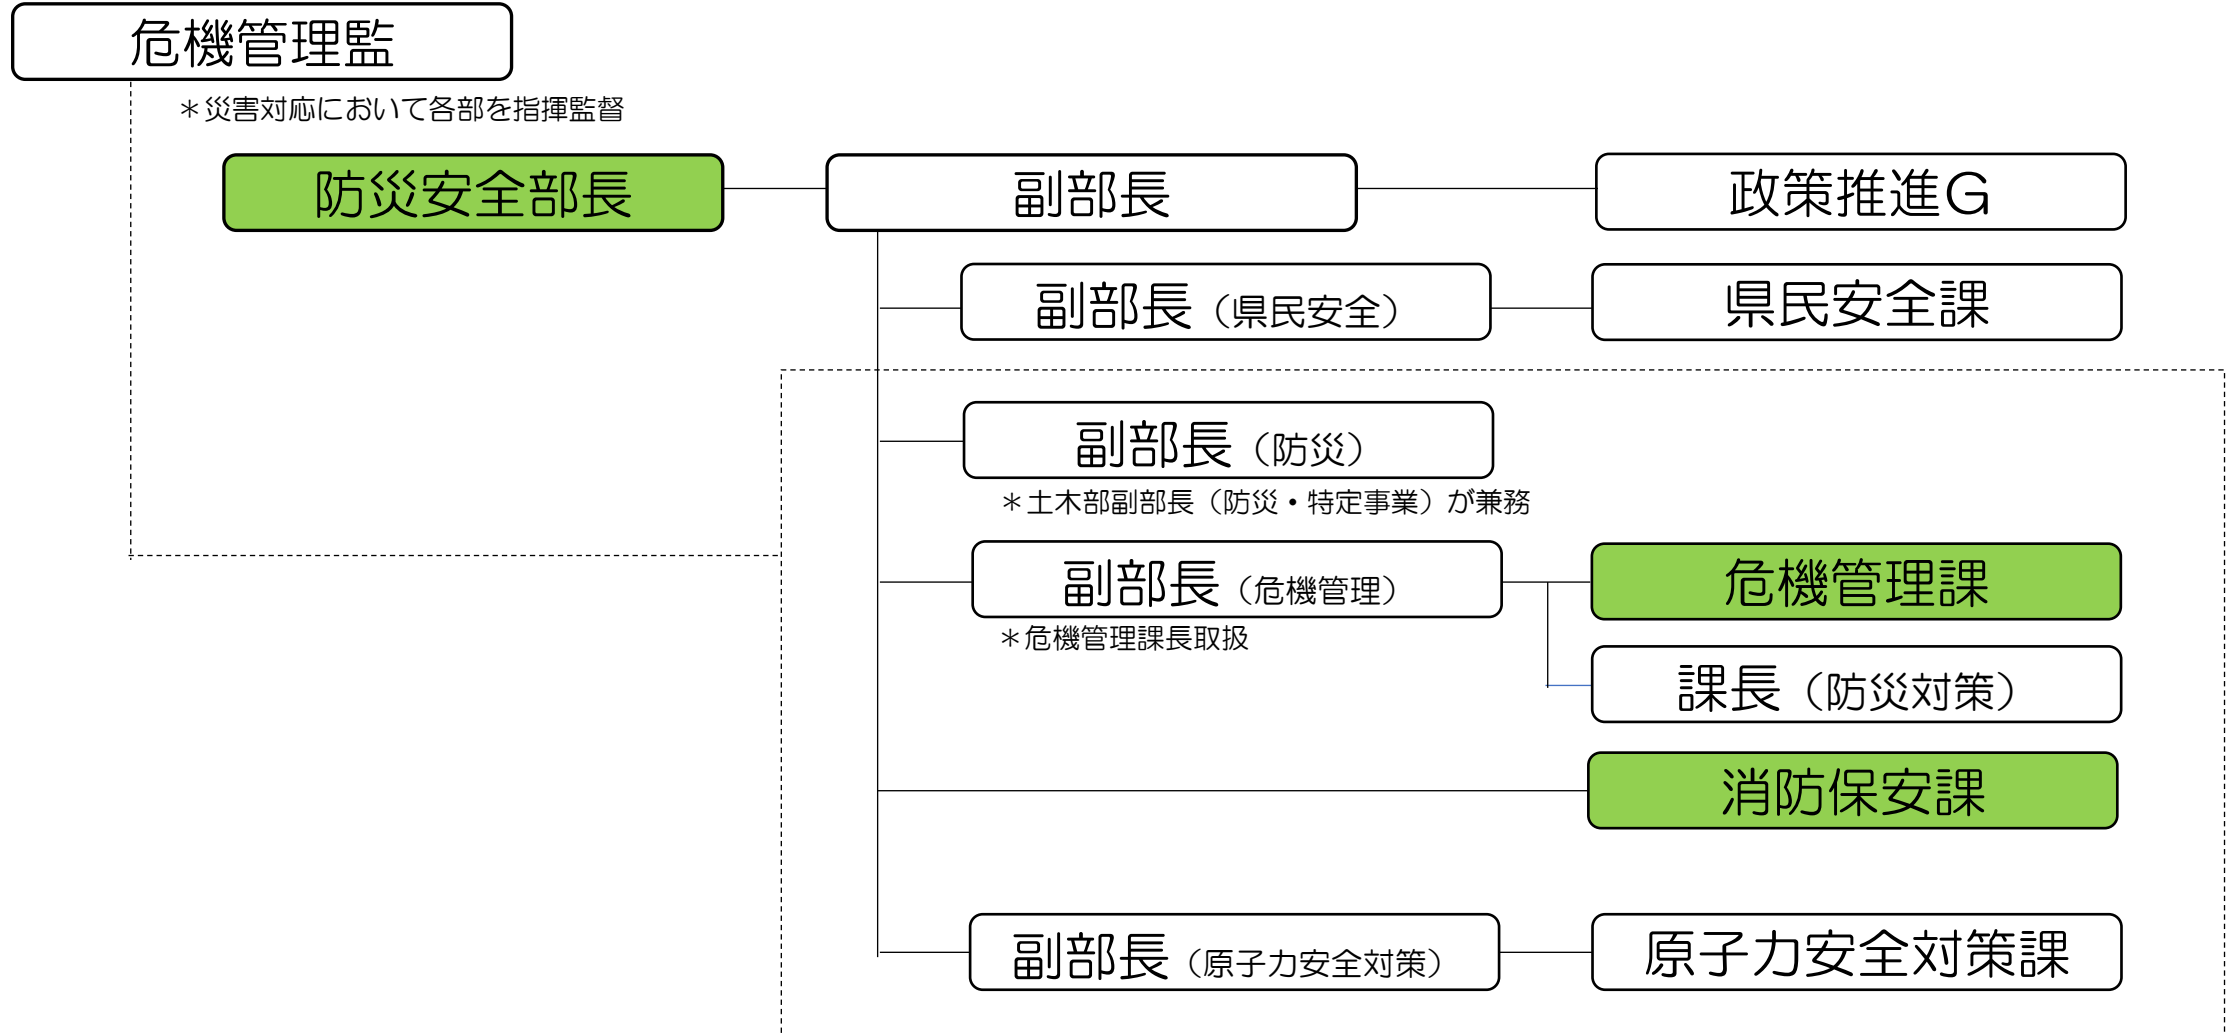 危機管理監
＊災害対応において各部を指揮監督
防災安全部長
副部長
政策推進G
副部長（県民安全）
県民安全課
副部長（防災）
＊土木部副部長（防災・特定事業）が兼務
副部長（危機管理）
危機管理課
＊危機管理課長取扱
課長（防災対策）
消防保安課
副部長（原子力安全対策）
原子力安全対策課